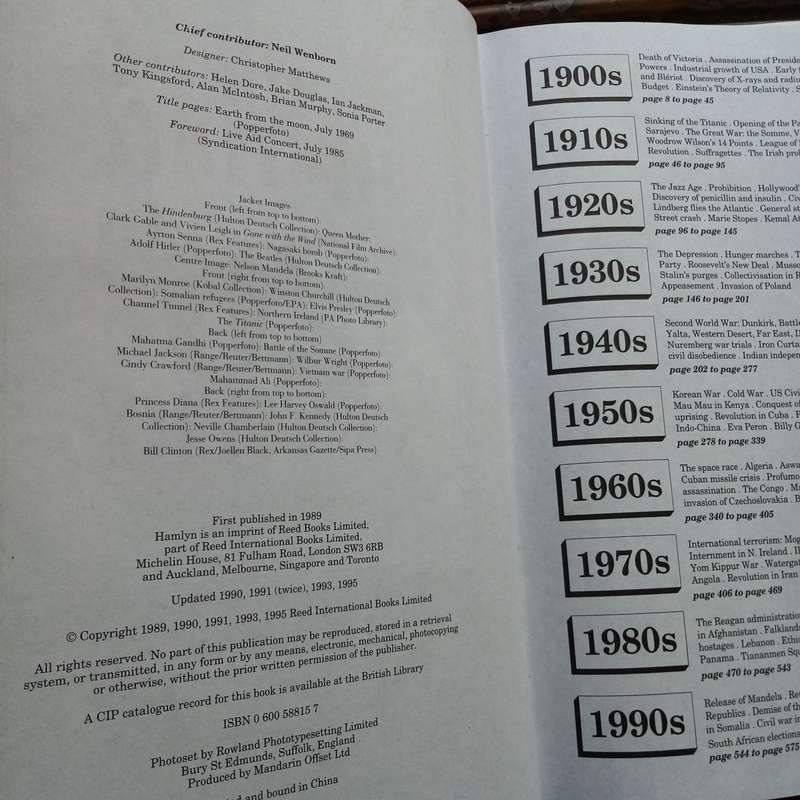 Chief contributor: Neil Wenborn
Designer: Christopher Matthews
Other contributors: Helen Dore, Jake Douglas, Ian Jackman,
Tony Kingsford, Alan McIntosh, Brian Murphy, Sonia Porter
Title pages: Earth from the moon, July 1969
(Popperfoto)
Foreword: Live Aid Concert, July 1985
(Syndication International)
Jacket Images
Front (left from top to bottom):
The Hindenburg (Hulton Deutsch Collection): Queen Mother:
Clark Gable and Vivien Leigh in Gone with the Wind (National Film Archive):
Ayrton Senna (Rex Features): Nagasaki bomb (Popperfoto):
Adolf Hitler (Popperfoto): The Beatles (Hulton Deutsch Collection):
Centre Image: Nelson Mandela (Brooks Kraft):
Front (right from top to bottom):
Marilyn Monroe (Kobal Collection): Winston Churchill (Hulton Deutsch
Collection): Somalian refugees (Popperfoto/EPA): Elvis Presley (Popperfoto):
Channel Tunnel (Rex Features): Northern Ireland (PA Photo Library):
The Titanic (Popperfoto):
Back (left from top to bottom)
Mahatma Gandhi (Popperfoto): Battle of the Somme (Popperfoto)
Michael Jackson (Range/Reuter/Bettmann): Wilbur Wright (Popperfoto):
Cindy Crawford (Range/Reuter/Bettmann): Vietnam war (Popperfoto):
Mahammad Ali (Popperfoto):
Back (right from top to bottom):
Princess Diana (Rex Features): Lee Harvey Oswald (Popperfoto):
Bosnia (Range/Reuter/Bettmann): John F. Kennedy (Hulton Deutsch
Collection): Neville Chamberlain (Hulton Deutsch Collection):
Jesse Owens (Hulton Deutsch Collection):
Bill Clinton (Rex/Joellen Black, Arkansas Gazette/Sipa Press)
First published in 1989
Hamlyn is an imprint of Reed Books Limited,
part of Reed International Books Limited,
Michelin House, 81 Fulham Road, London SW3 6RB
and Auckland, Melbourne, Singapore and Toronto
Updated 1990, 1991 (twice), 1993, 1995
© Copyright 1989, 1990, 1991, 1993, 1995 Reed International Books Limited
All rights reserved. No part of this publication may be reproduced, stored in a retrieval
system, or transmitted, in any form or by any means, electronic, mechanical, photocopying
or otherwise, without the prior written permission of the publisher.
A CIP catalogue record for this book is available at the British Library
ISBN 0 600 58815 7
Photoset by Rowland Phototypesetting Limited
Bury St Edmunds, Suffolk, England
Produced by Mandarin Offset Ltd
and bound in China
1900s
Death of Victoria . Assassination of
Powers . Industrial growth of USA . Early
and Blériot . Discovery of X-rays and
Budget . Einstein's Theory of Relativity .
page 8 to page 45
1910s
Sinking of the Titanic . Opening of the
Sarajevo . The Great War: the Somme,
Woodrow Wilson's 14 Points . League of
Revolution . Suffragettes . The Irish
page 46 to page 95
1920s
The Jazz Age . Prohibition . Hollywood's
Discovery of penicillin and insulin .
Lindberg flies the Atlantic . General
Street crash . Marie Stopes . Kemal
page 96 to page 145
1930s
The Depression . Hunger marches .
Party . Roosevelt's New Deal .
Stalin's purges . Collectivisation in
Appeasement . Invasion of Poland
page 146 to page 201
1940s
Second World War: Dunkirk,
Yalta, Western Desert, Far East,
Nuremberg war trials . Iron
civil disobedience . Indian
page 202 to page 277
1950s
Korean War . Cold War . US
Mau Mau in Kenya . Conquest of
uprising . Revolution in Cuba .
Indo-China . Eva Peron . Billy
page 278 to page 339
1960s
The space race . Algeria .
Cuban missile crisis . Profumo
assassination . The Congo .
invasion of Czechoslovakia .
page 340 to page 405
1970s
International terrorism:
Internment in N. Ireland .
Yom Kippur War .
Angola . Revolution in Iran
page 406 to page 469
1980s
The Reagan administration
in Afghanistan .
hostages . Lebanon .
Panama . Tiananmen
page 470 to page 543
1990s
Release of Mandela .
Republics . Demise of the
in Somalia . Civil war in
South African elections
page 544 to page 575